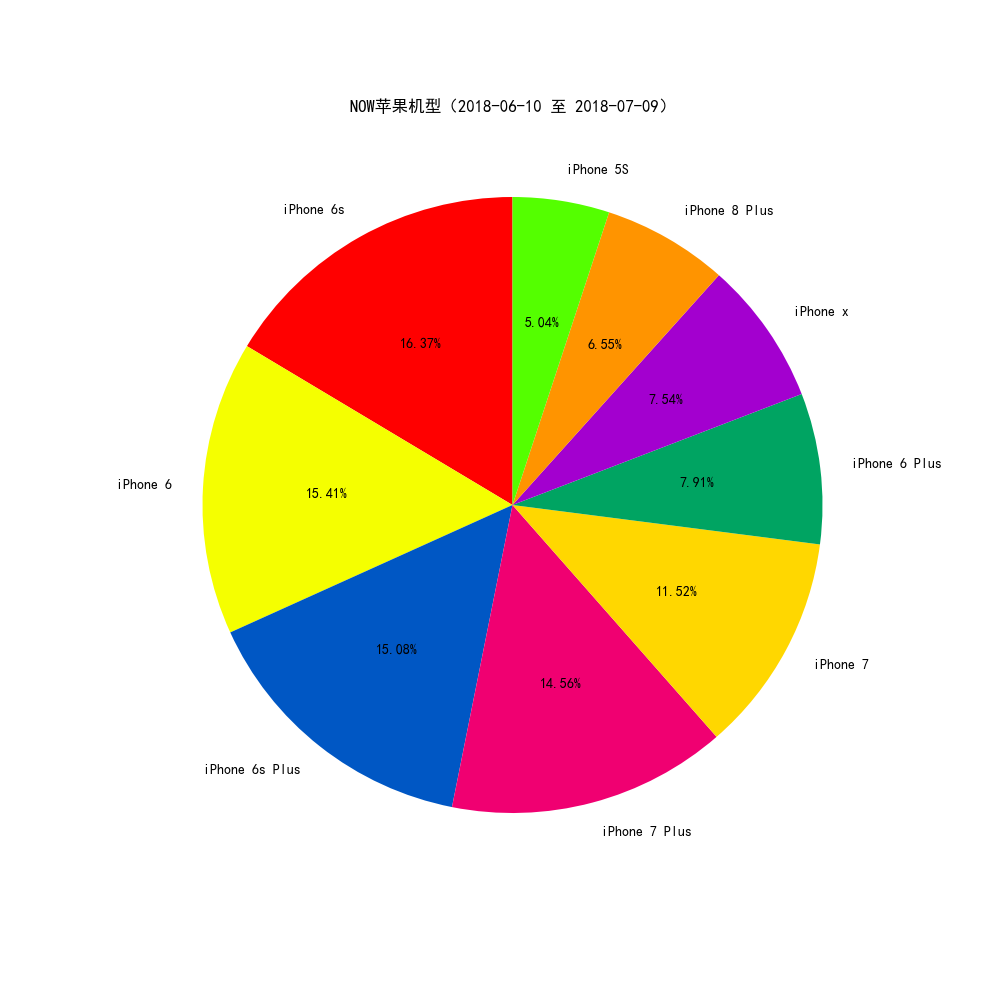 NOW苹果机型（2018-06-10 至 2018-07-09）
iPhone 5S
iPhone 6s
iPhone 8 Plus
iPhone x
5.04%
16.37%
6.55%
7.54%
iPhone 6 Plus
iPhone 6
7.91%
15.41%
11.52%
15.08%
iPhone 7
14.56%
iPhone 6s Plus
iPhone 7 Plus